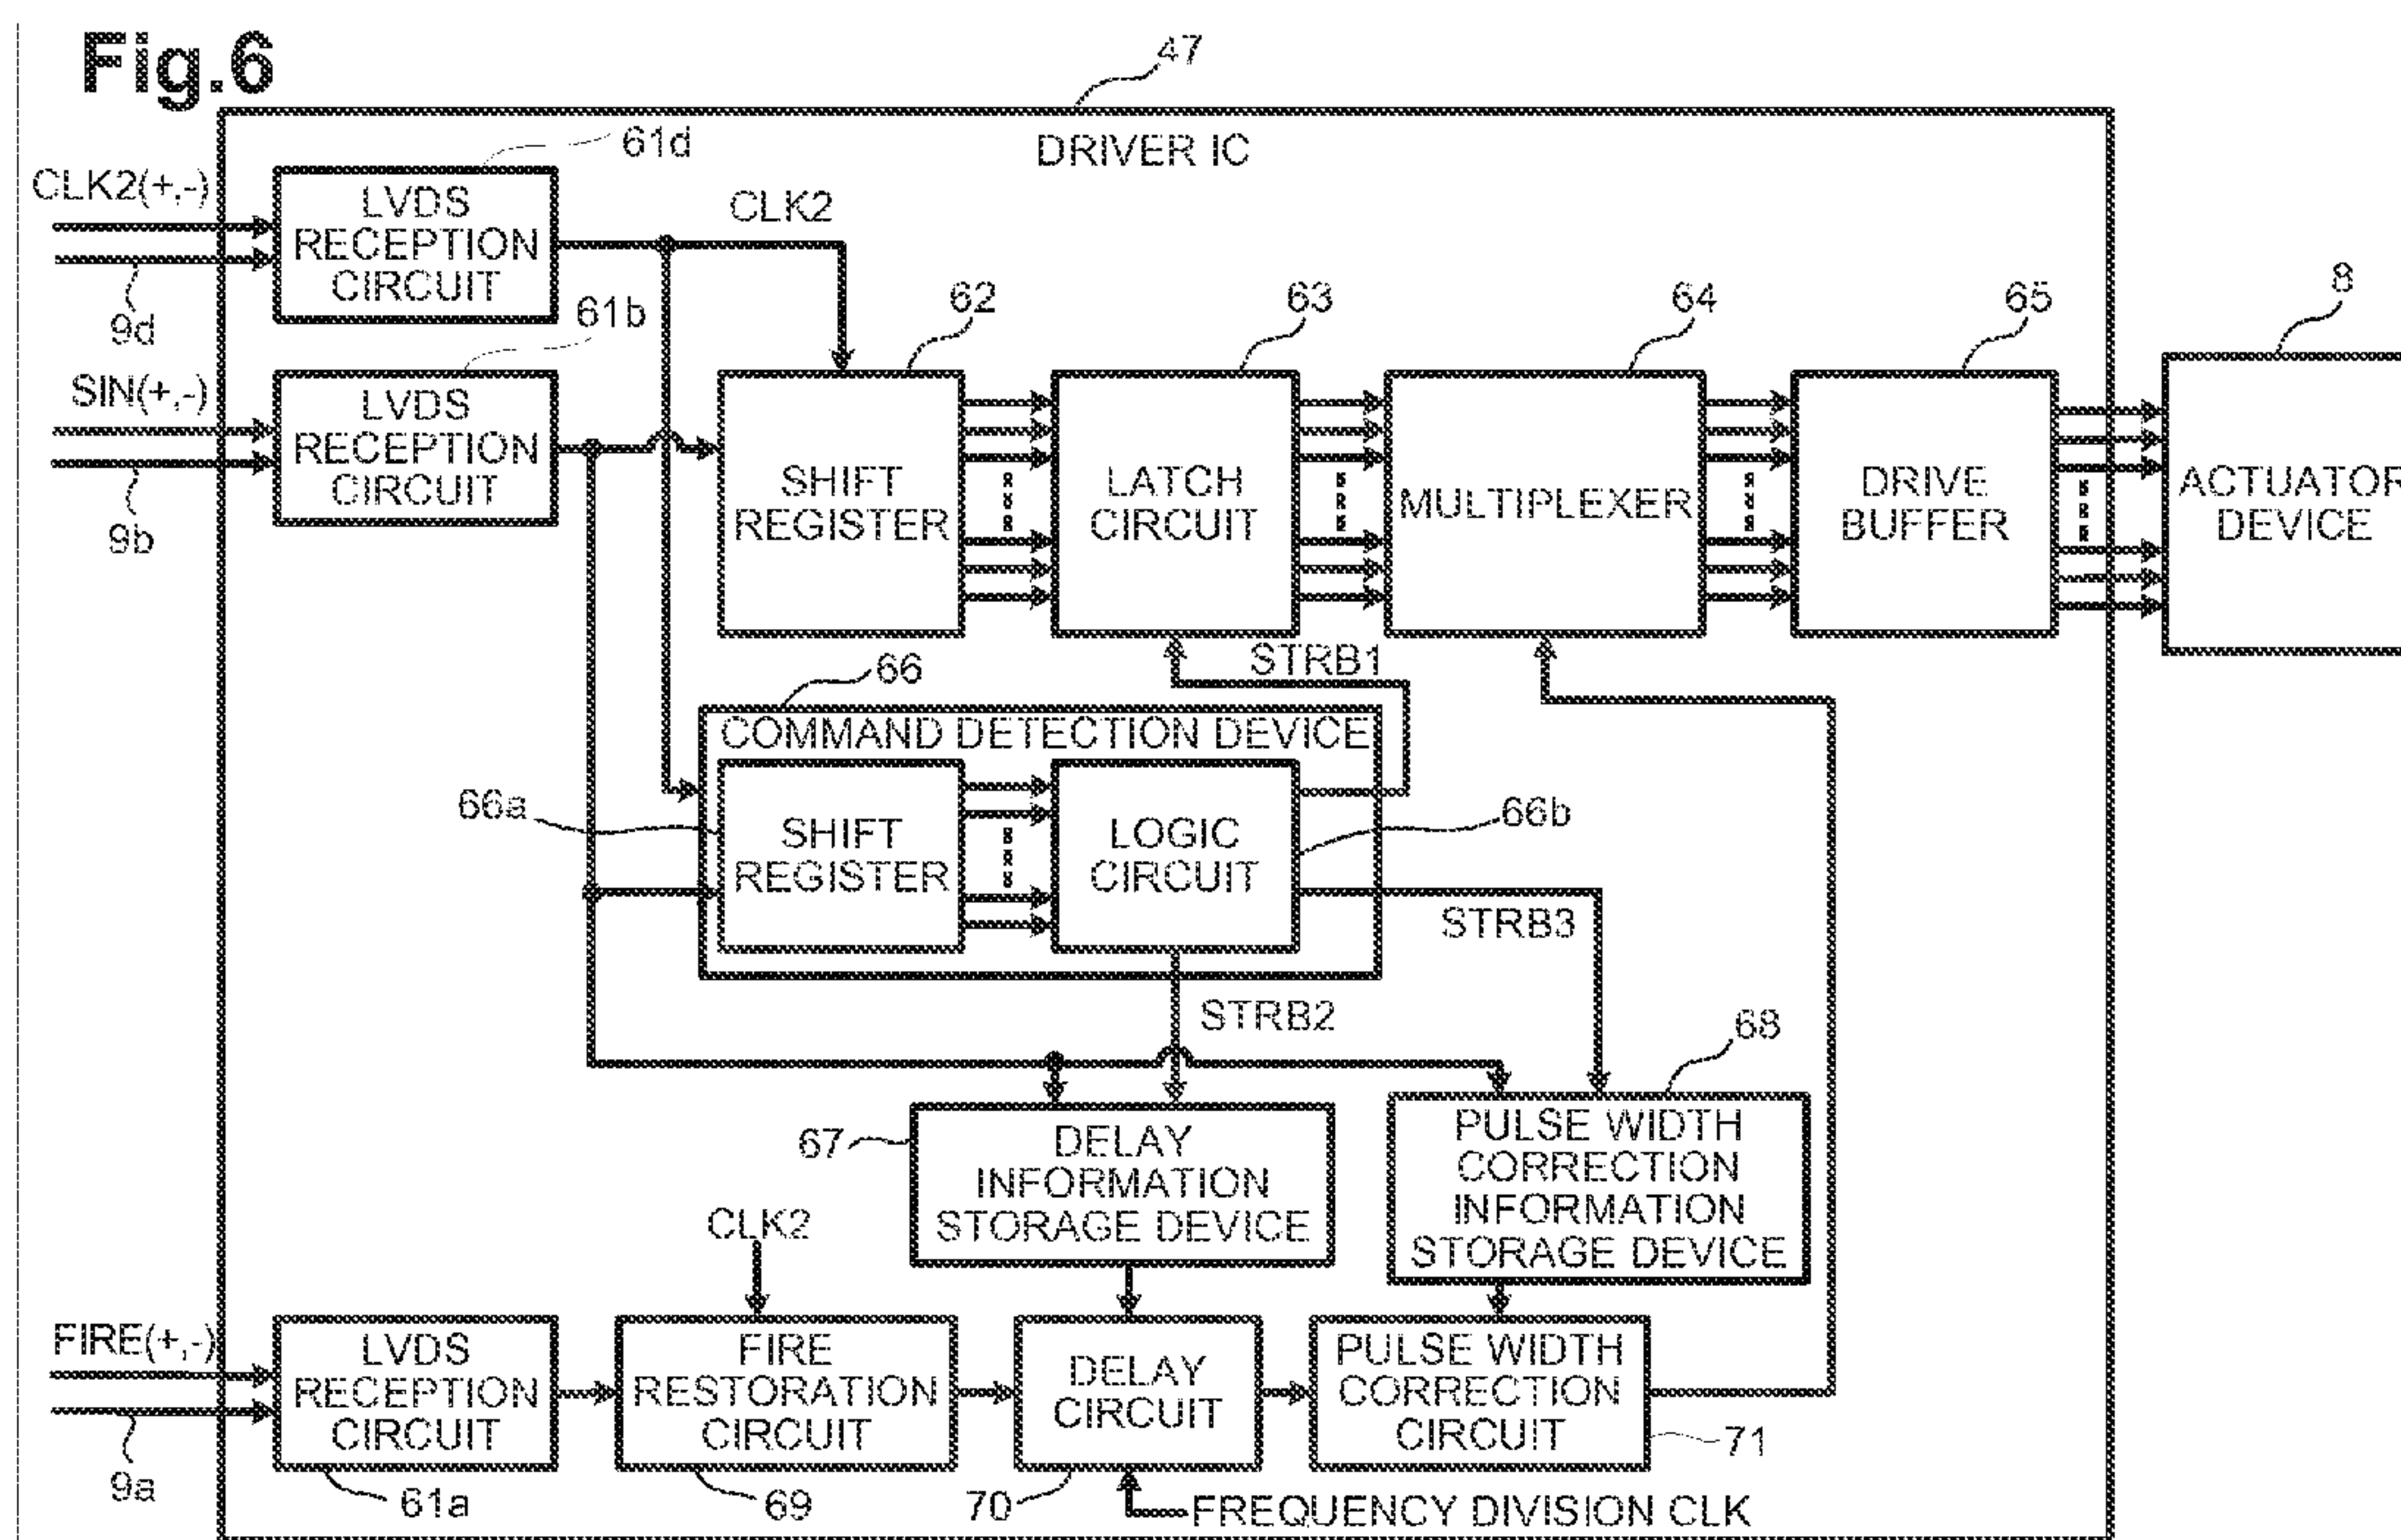 Fig.6
47
DRIVER IC
61d
CLK2(+,-)
LVDS
RECEPTION
CIRCUIT
CLK2
9d
61b
62
63
64
65
8
SIN(+,-)
LVDS
RECEPTION
CIRCUIT
9b
SHIFT
REGISTER
LATCH
CIRCUIT
MULTIPLEXER
DRIVE
BUFFER
ACTUATOR
DEVICE
STRB1
66
COMMAND DETECTION DEVICE
66a
SHIFT
REGISTER
LOGIC
CIRCUIT
66b
STRB3
STRB2
68
67
DELAY
INFORMATION
STORAGE DEVICE
PULSE WIDTH
CORRECTION
INFORMATION
STORAGE DEVICE
CLK2
FIRE(+,-)
LVDS
RECEPTION
CIRCUIT
FIRE
RESTORATION
CIRCUIT
DELAY
CIRCUIT
PULSE WIDTH
CORRECTION
CIRCUIT
71
9a
61a
69
70
FREQUENCY DIVISION CLK